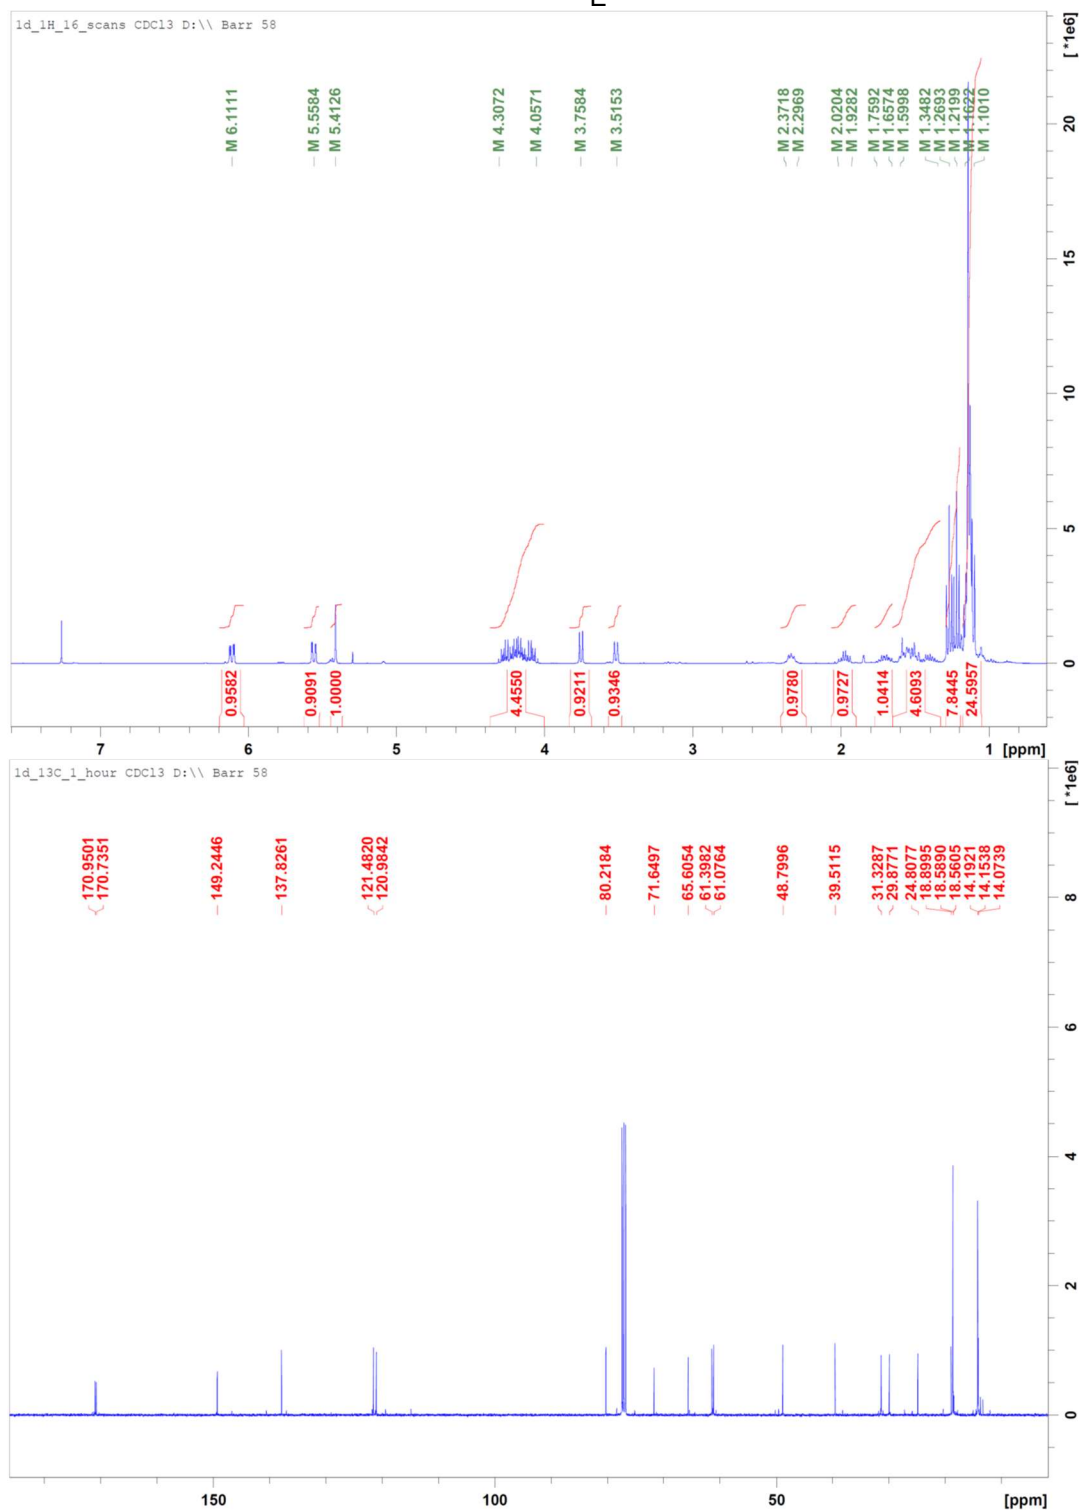 E
1d_1H_16_scans CDCl3 D:\\ Barr 58
[*1e6]
M 6.1111
M 5.5584
M 5.4126
M 4.3072
M 4.0571
M 3.7584
M 3.5153
M 2.3718
M 2.2969
M 2.0204
M 1.9282
M 1.7592
M 1.6574
M 1.5998
M 1.3482
M 1.2693
M 1.2199
M 1.1010
20
15
10
5
0
0.9582
0.9091
1.0000
4.4550
0.9211
0.9346
0.9780
0.9727
1.0414
4.6093
7.8445
24.5957
7 6 5 4 3 2 1 [ppm]
1d_13C_1_hour CDCl3 D:\\ Barr 58
[*1e6]
170.9501
170.7351
149.2446
137.8261
121.4820
120.9842
80.2184
71.6497
65.6054
61.3982
61.0764
48.7996
39.5115
31.3287
29.8771
24.8077
18.8995
18.5890
18.5605
14.1921
14.1538
14.0739
8
6
4
2
0
150 100 50 [ppm]